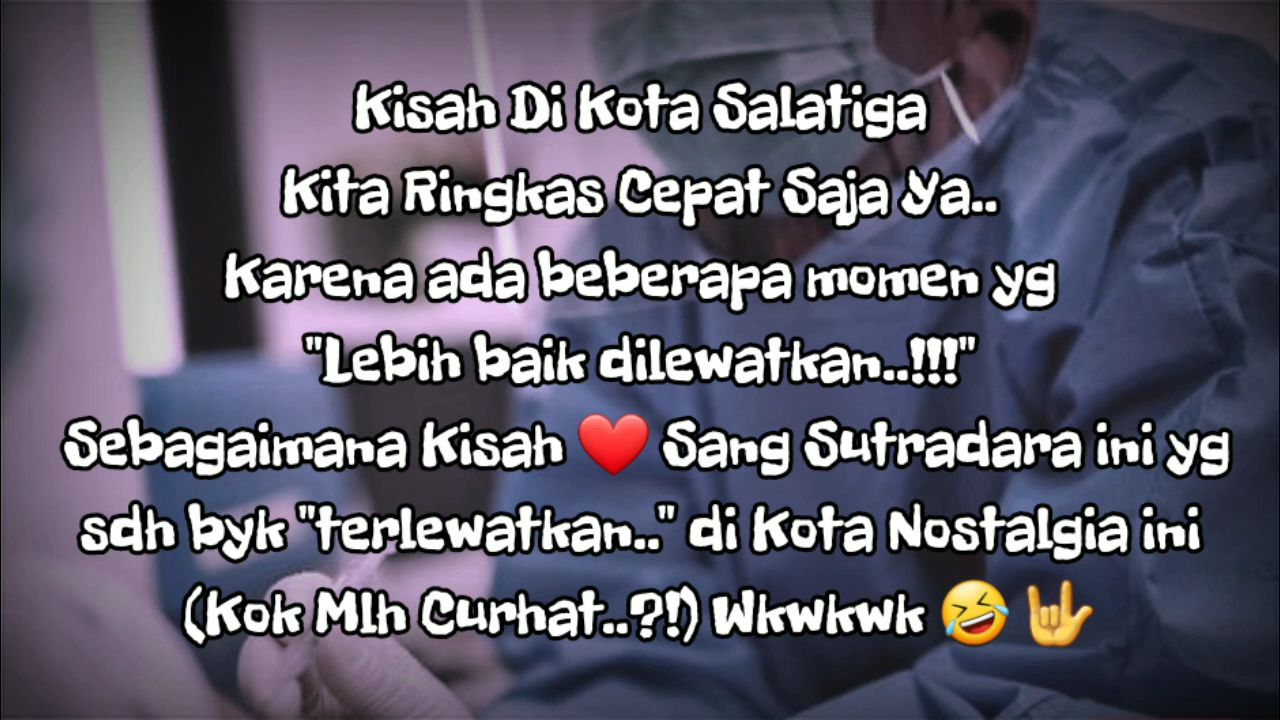 Kisah Di Kota Salatiga
Kita Ringkas Cepat Saja Ya..
Karena ada beberapa momen yg
"Lebih baik dilewatkan..!!!"
Sebagaimana Kisah ❤️ Sang Sutradara ini yg
sdh byk "terlewatkan.." di Kota Nostalgia ini
(Kok Mlh Curhat..?!) Wkwkwk 🤣 🤟